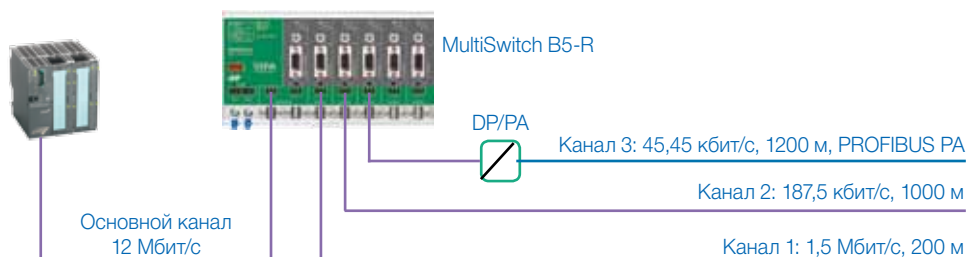 MultiSwitch B5-R
DP/PA
Канал 3: 45,45 кбит/с, 1200 м, PROFIBUS PA
Канал 2: 187,5 кбит/с, 1000 м
Основной канал
12 Мбит/с
Канал 1: 1,5 Мбит/с, 200 м